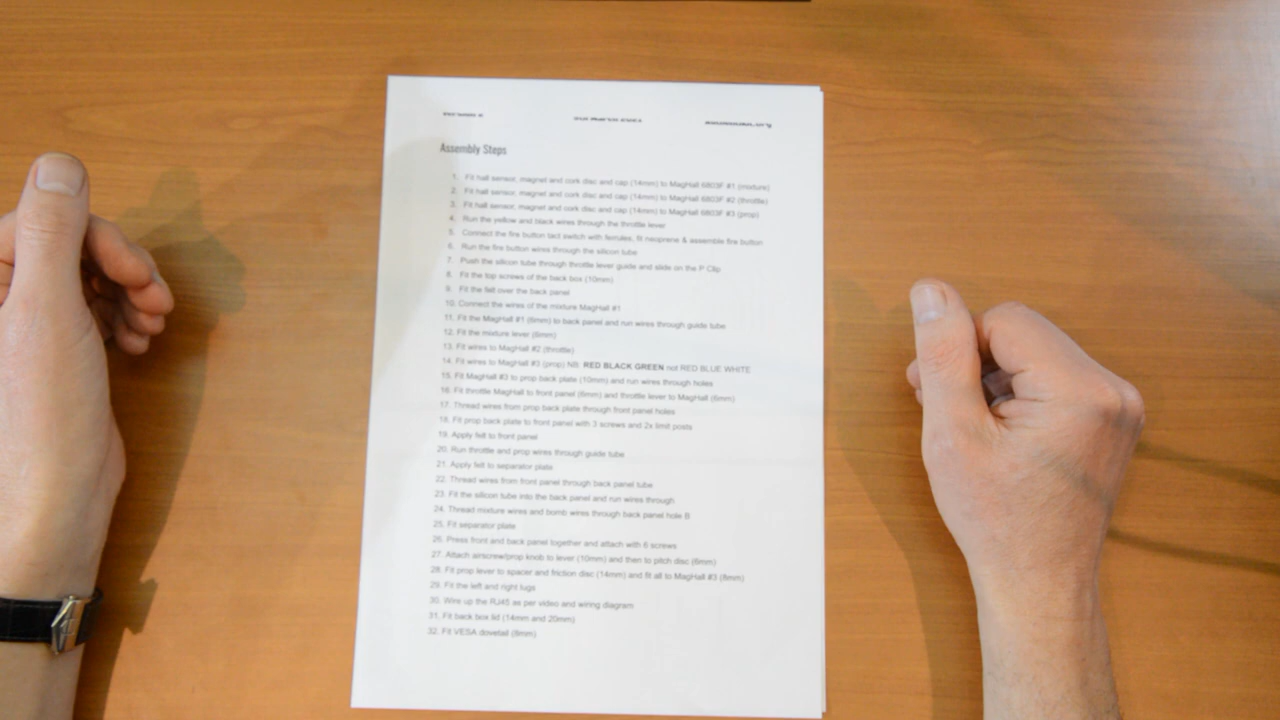 Assembly Steps
1. Fit hall sensor, magnet and cork disc and cap (14mm) to MagHall 6803F #1 (mixture)
2. Fit hall sensor, magnet and cork disc and cap (14mm) to MagHall 6803F #2 (throttle)
3. Fit hall sensor, magnet and cork disc and cap (14mm) to MagHall 6803F #3 (prop)
4. Run the yellow and black wires through the throttle lever
5. Connect the fire button tact switch with ferrules, fit neoprene & assemble fire button
6. Run the fire button wires through the silicon tube
7. Push the silicon tube through throttle lever guide and slide on the P Clip
8. Fit the top screws of the back box (10mm)
9. Fit the felt over the back panel
10. Connect the wires of the mixture MagHall #1
11. Fit the MagHall #1 (6mm) to back panel and run wires through guide tube
12. Fit the mixture lever (6mm)
13. Fit wires to MagHall #2 (throttle)
14. Fit wires to MagHall #3 (prop) NB. RED BLACK GREEN not RED BLUE WHITE
15. Fit MagHall #3 to prop back plate (10mm) and run wires through holes
16. Fit throttle MagHall to front panel (6mm) and throttle lever to MagHall (6mm)
17. Thread wires from prop back plate through front panel holes
18. Fit prop back plate to front panel with 3 screws and 2x limit posts
19. Apply felt to front panel
20. Run throttle and prop wires through guide tube
21. Apply felt to separator plate
22. Thread wires from front panel through back panel tube
23. Fit the silicon tube into the back panel and run wires through
24. Thread mixture wires and bomb wires through back panel hole B
25. Fit separator plate
26. Press front and back panel together and attach with 6 screws
27. Attach airscrew/prop knob to lever (10mm) and then to pitch disc (6mm)
28. Fit prop lever to spacer and friction disc (14mm) and fit all to MagHall #3 (8mm)
29. Fit the left and right lugs
30. Wire up the RJ45 as per video and wiring diagram
31. Fit back box lid (14mm and 20mm)
32. Fit VESA dovetail (8mm)